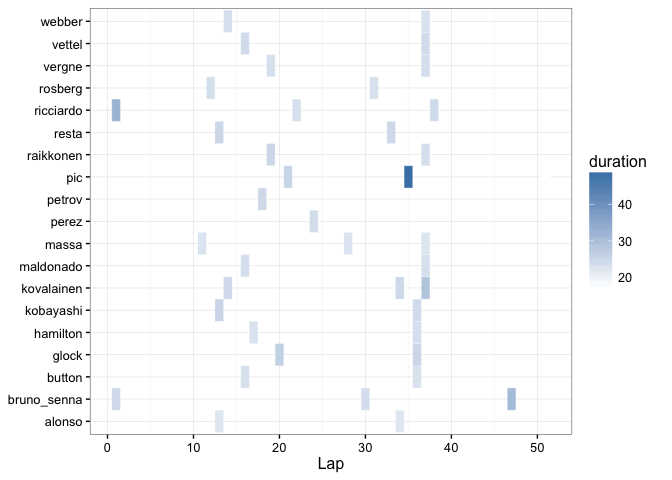 webber
vettel
vergne
rosberg
ricciardo
resta
raikkonen
pic
petrov
perez
massa
maldonado
kovalainen
kobayashi
hamilton
glock
button
bruno_senna
alonso
0 10 20 30 40 50
Lap
duration
40
30
20